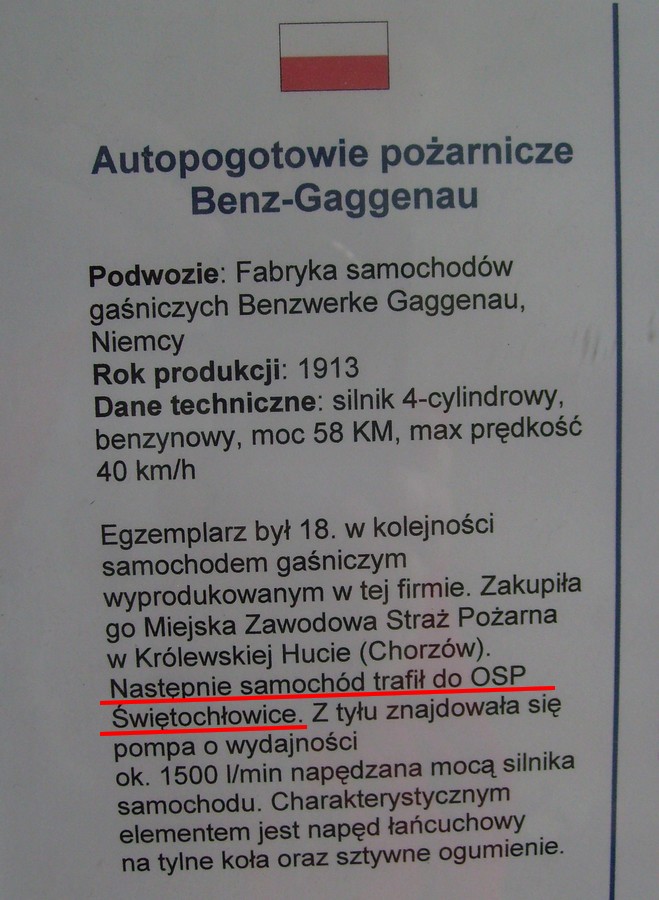 Autopogotowie pożarnicze
Benz-Gaggenau
Podwozie: Fabryka samochodów
gaśniczych Benzwerke Gaggenau,
Niemcy
Rok produkcji: 1913
Dane techniczne: silnik 4-cylindrowy,
benzynowy, moc 58 KM, max prędkość
40 km/h
Egzemplarz był 18. w kolejności
samochodem gaśniczym
wyprodukowanym w tej firmie. Zakupiła
go Miejska Zawodowa Straż Pożarna
w Królewskiej Hucie (Chorzów).
Następnie samochód trafił do OSP
Świętochłowice. Z tyłu znajdowała się
pompa o wydajności
ok. 1500 l/min napędzana mocą silnika
samochodu. Charakterystycznym
elementem jest napęd łańcuchowy
na tylne koła oraz sztywne ogumienie.